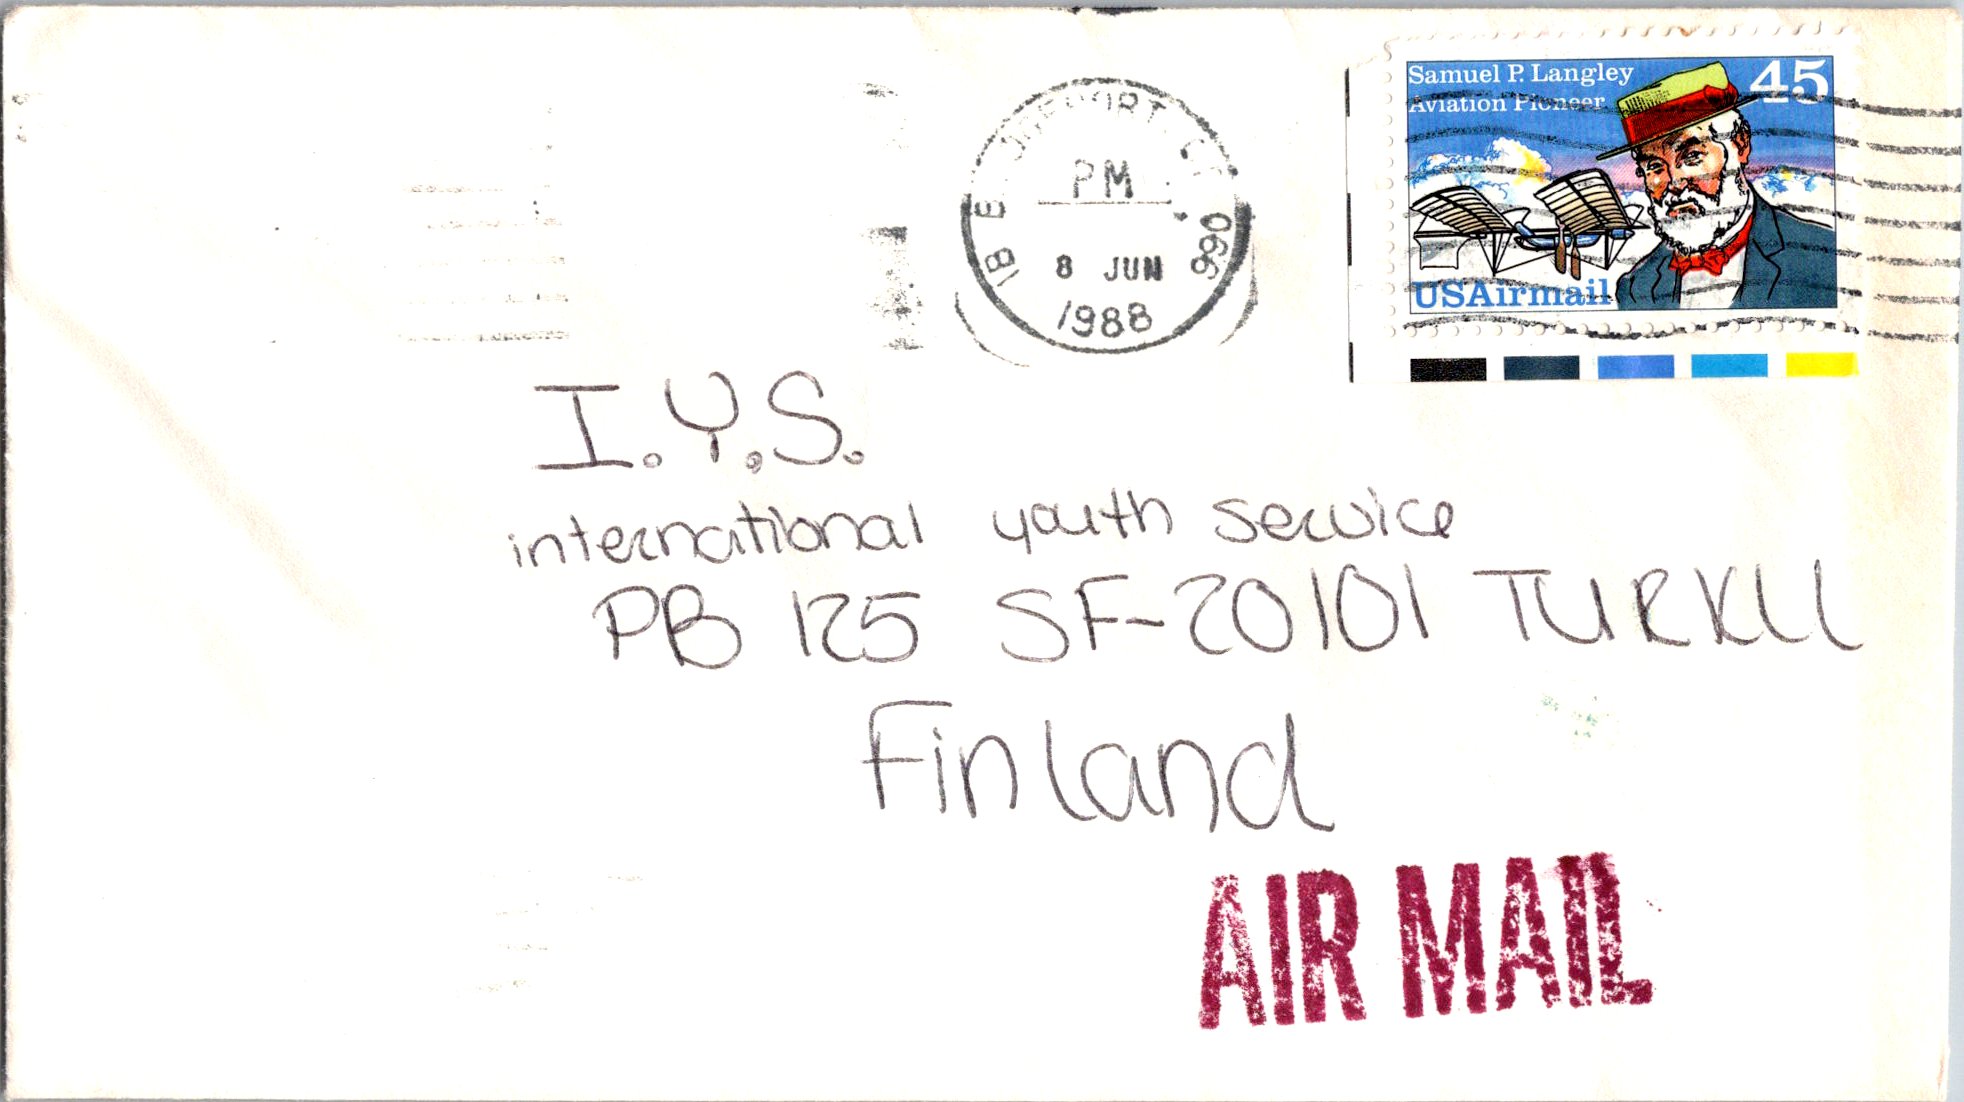 PM
8 JUN
1988
Samuel P. Langley
Aviation Pioneer
45
USAirmail
I.Y.S.
international youth service
PB 125 SF-20101 TURKU
Finland
AIR MAIL